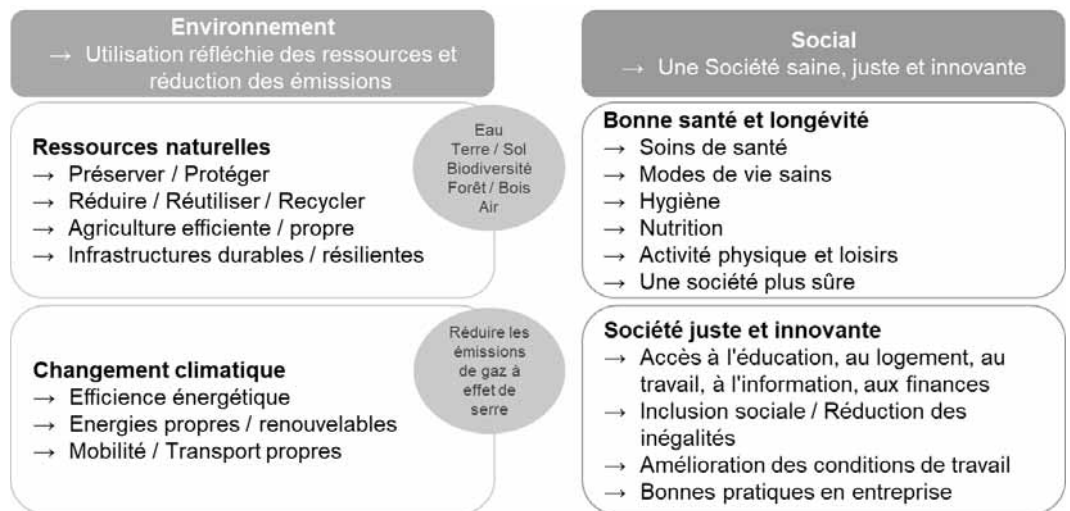 Environnement
→ Utilisation réfléchie des ressources et
réduction des émissions
Ressources naturelles
→ Préserver / Protéger
→ Réduire / Réutiliser / Recycler
→ Agriculture efficiente / propre
→ Infrastructures durables / résilientes
Eau
Terre / Sol
Biodiversité
Forêt / Bois
Air
Changement climatique
→ Efficience énergétique
→ Energies propres / renouvelables
→ Mobilité / Transport propres
Réduire les
émissions
de gaz à
effet de
serre
Social
→ Une Société saine, juste et innovante
Bonne santé et longévité
→ Soins de santé
→ Modes de vie sains
→ Hygiène
→ Nutrition
→ Activité physique et loisirs
→ Une société plus sûre
Société juste et innovante
→ Accès à l'éducation, au logement, au
travail, à l'information, aux finances
→ Inclusion sociale / Réduction des
inégalités
→ Amélioration des conditions de travail
→ Bonnes pratiques en entreprise